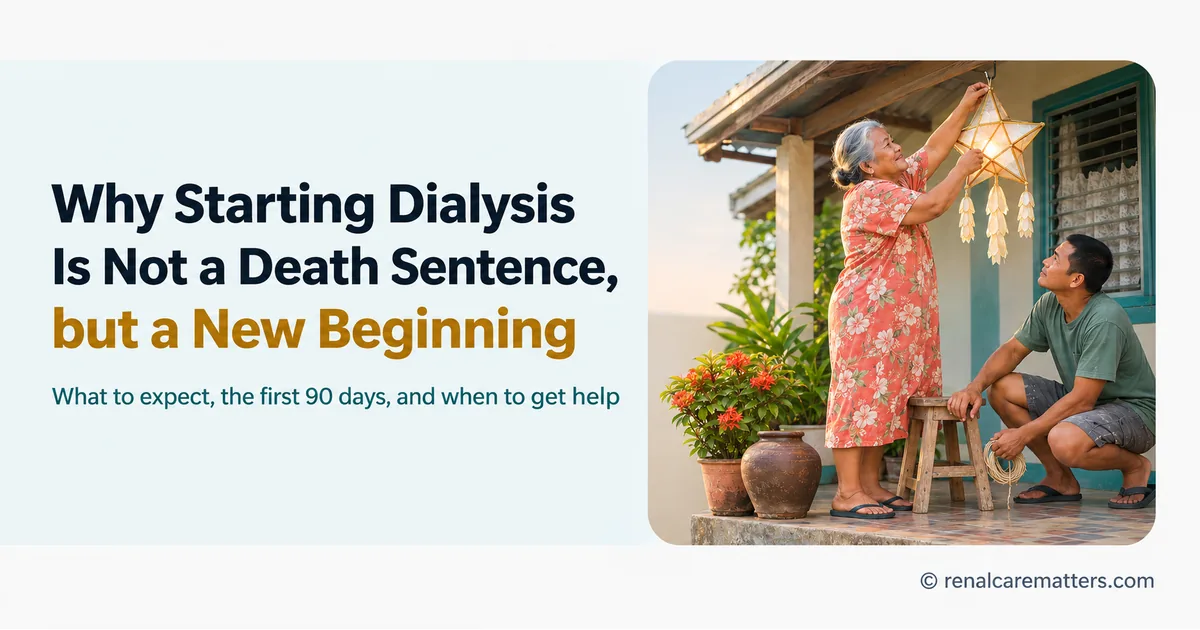 Why Starting Dialysis
Is Not a Death Sentence,
but a New Beginning
What to expect, the first 90 days, and when to get help
© renalcarematters.com